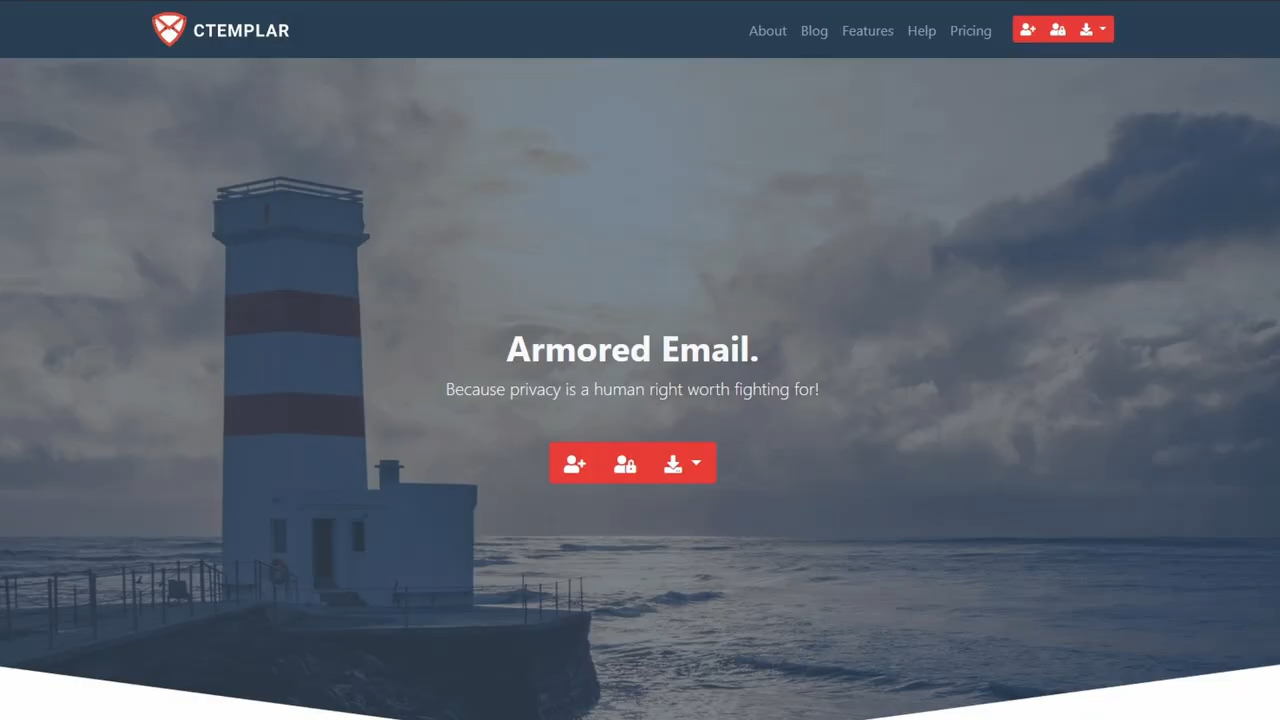 CTEMPLAR
About Blog Features Help Pricing
Armored Email.
Because privacy is a human right worth fighting for!